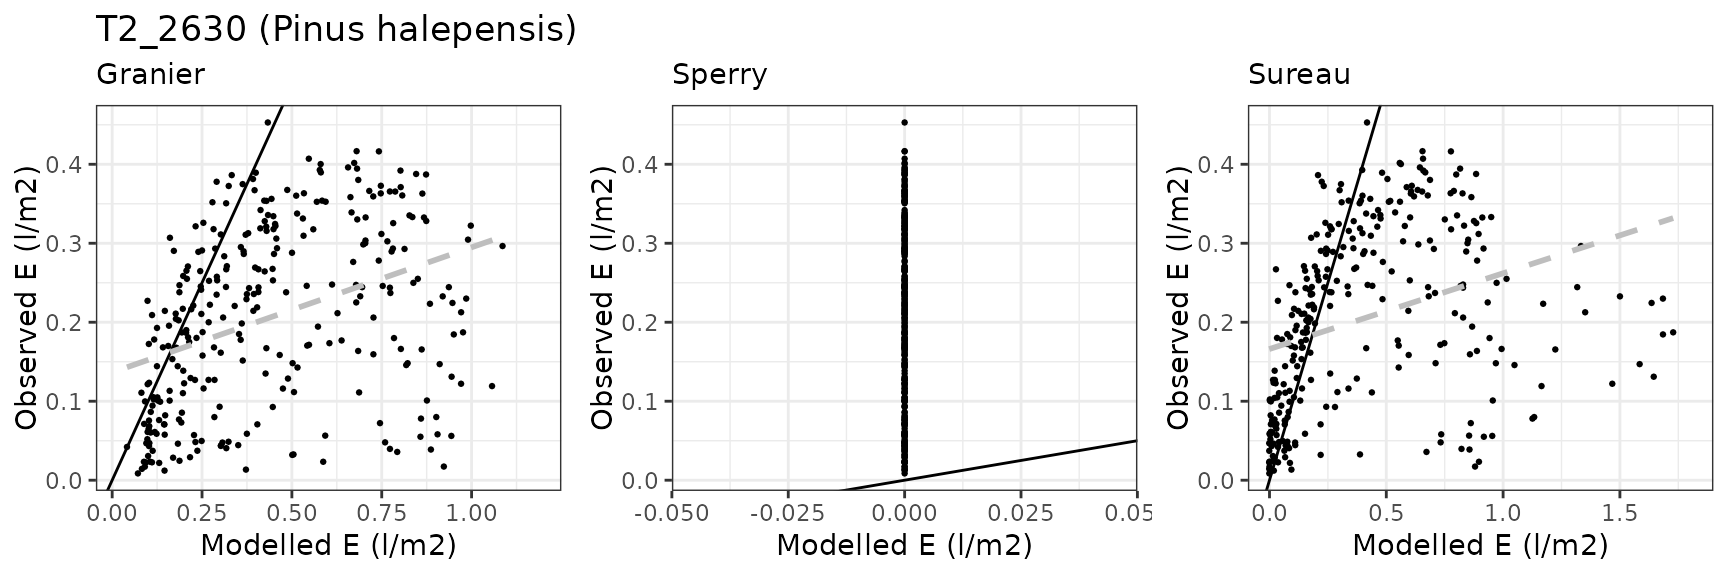 T2_2630 (Pinus halepensis)
Granier
Observed E (l/m2)
0.4
0.3
0.2
0.1
0.0
0.00 0.25 0.50 0.75 1.00
Modelled E (l/m2)
Sperry
Observed E (l/m2)
0.4
0.3
0.2
0.1
0.0
-0.050 -0.025 0.000 0.025 0.05
Modelled E (l/m2)
Sureau
Observed E (l/m2)
0.4
0.3
0.2
0.1
0.0
0.0 0.5 1.0 1.5
Modelled E (l/m2)